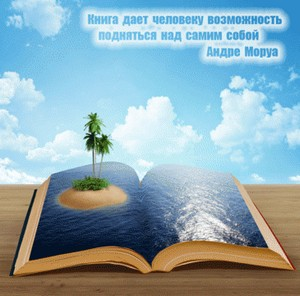 Книга дает человеку возможность
подняться над самим собой
Андре Моруа